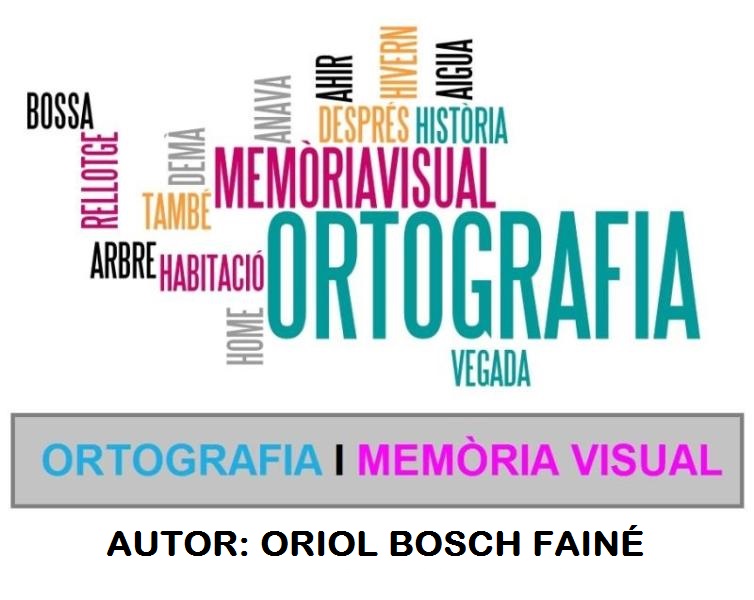 BOSSA
RELLOTGE
DEMÀ
ANAVA
AHIR
HIVERN
AIGUA
DESPRÉS
HISTÒRIA
MEMÒRIAVISUAL
TAMBÉ
ARBRE
HABITACIÓ
ORTOGRAFIA
HOME
VEGADA
ORTOGRAFIA I MEMÒRIA VISUAL
AUTOR: ORIOL BOSCH FAINÉ